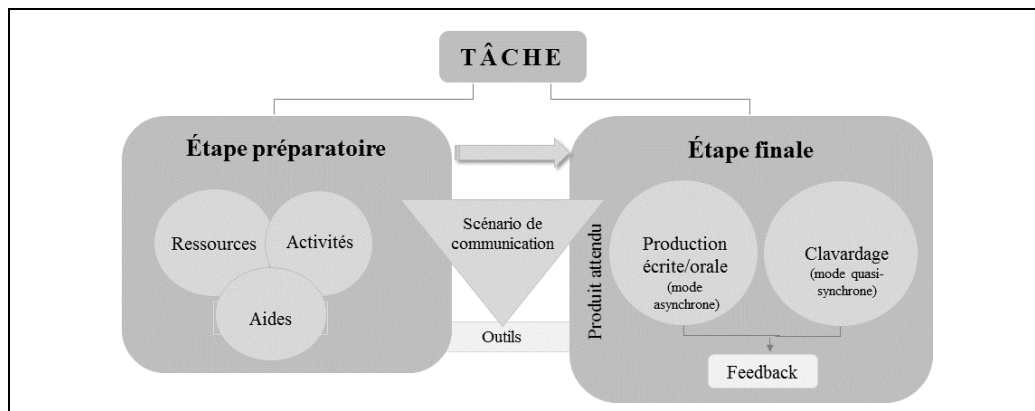 TÂCHE
Étape préparatoire
Ressources
Activités
Aides
Scénario de
communication
Outils
Étape finale
Produit attendu
Production
écrite/orale
(mode
asynchrone)
Clavardage
(mode quasi-
synchrone)
Feedback